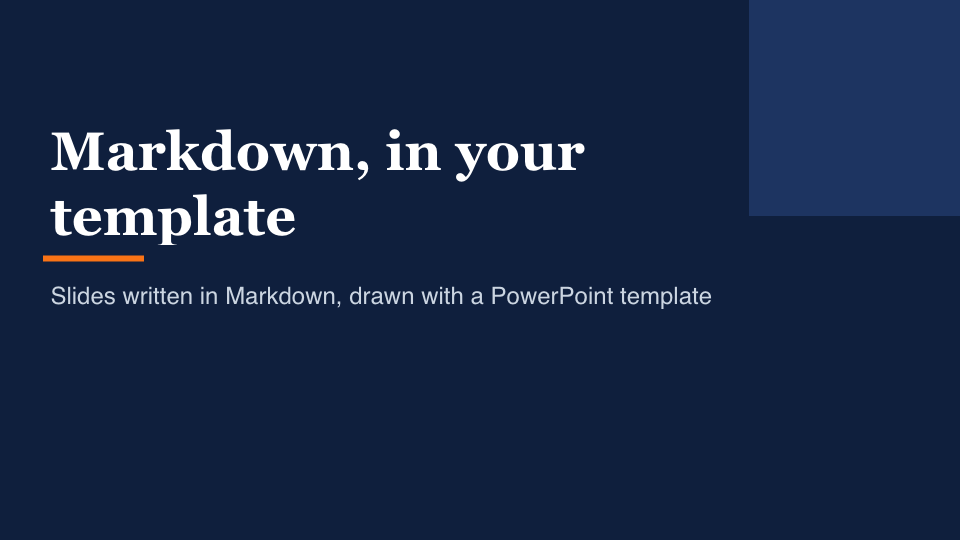 Markdown, in your
template
Slides written in Markdown, drawn with a PowerPoint template